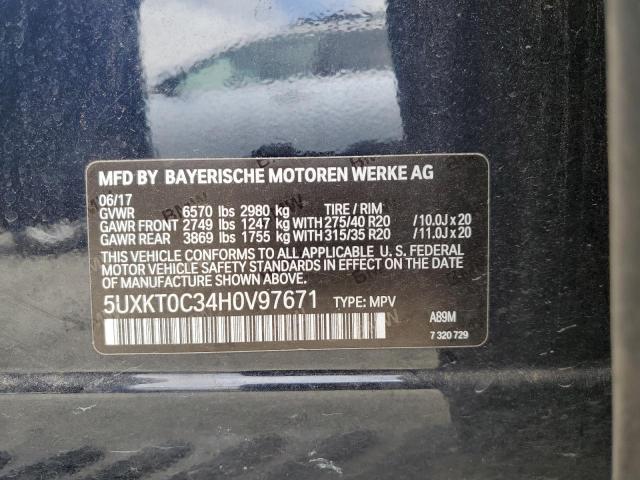 MFD BY BAYERISCHE MOTOREN WERKE AG
06/17
GVWR 6570 lbs 2980 kg TIRE / RIM
GAWR FRONT 2749 lbs 1247 kg WITH 275/40 R20 /10.0J x 20
GAWR REAR 3869 lbs 1755 kg WITH 315/35 R20 /11.0J x 20
THIS VEHICLE CONFORMS TO ALL APPLICABLE U. S. FEDERAL
MOTOR VEHICLE SAFETY STANDARDS IN EFFECT ON THE DATE
OF MANUFACTURE SHOWN ABOVE.
5UXKT0C34H0V97671 TYPE: MPV
A89M
7 320 729